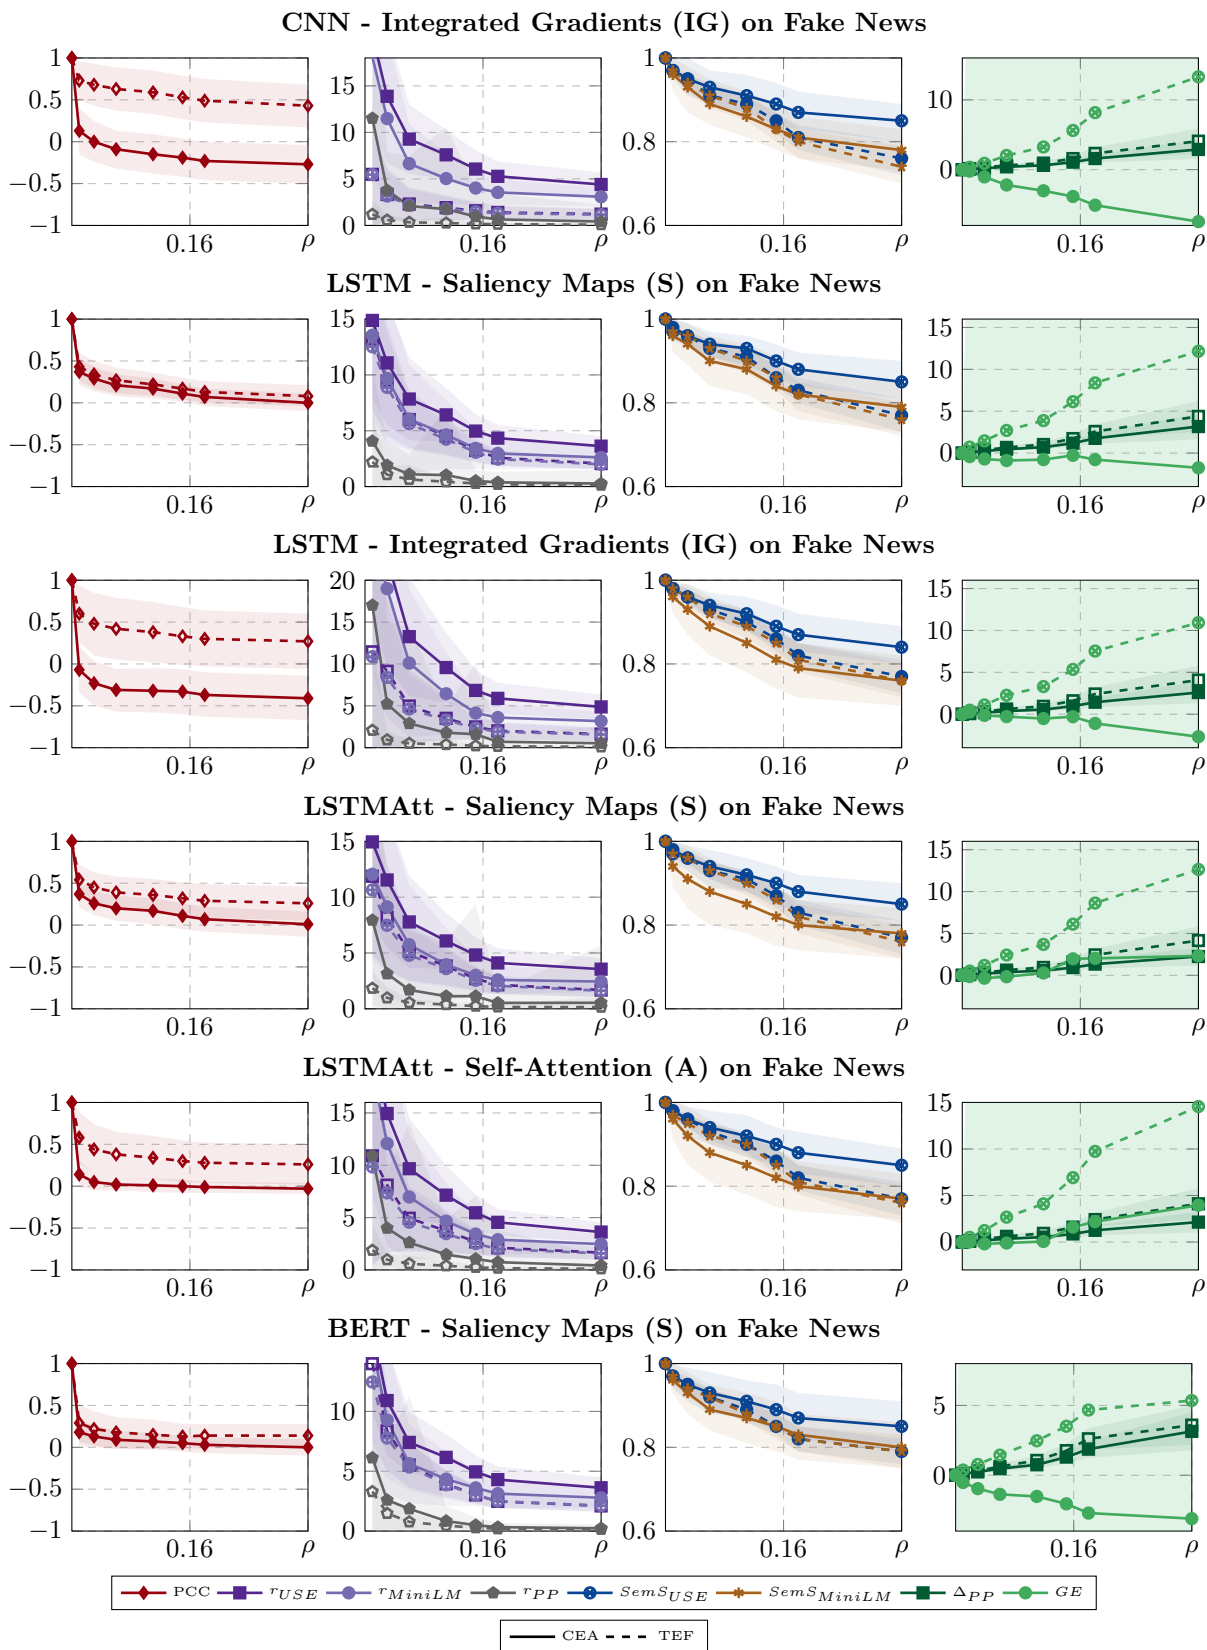 CNN - Integrated Gradients (IG) on Fake News
1 0.5 0 −0.5 −1 0.16 ρ
15 10 5 0 0.16 ρ
1 0.8 0.6 0.16 ρ
10 0 0.16 ρ
LSTM - Saliency Maps (S) on Fake News
1 0.5 0 −0.5 −1 0.16 ρ
15 10 5 0 0.16 ρ
1 0.8 0.6 0.16 ρ
15 10 5 0 0.16 ρ
LSTM - Integrated Gradients (IG) on Fake News
1 0.5 0 −0.5 −1 0.16 ρ
20 15 10 5 0 0.16 ρ
1 0.8 0.6 0.16 ρ
15 10 5 0 0.16 ρ
LSTMAtt - Saliency Maps (S) on Fake News
1 0.5 0 −0.5 −1 0.16 ρ
15 10 5 0 0.16 ρ
1 0.8 0.6 0.16 ρ
15 10 5 0 0.16 ρ
LSTMAtt - Self-Attention (A) on Fake News
1 0.5 0 −0.5 −1 0.16 ρ
15 10 5 0 0.16 ρ
1 0.8 0.6 0.16 ρ
15 10 5 0 0.16 ρ
BERT - Saliency Maps (S) on Fake News
1 0.5 0 −0.5 −1 0.16 ρ
10 5 0 0.16 ρ
1 0.8 0.6 0.16 ρ
5 0 0.16 ρ
PCC r_USE r_MiniLM r_PP SemS_USE SemS_MiniLM Δ_PP GE
CEA TEF